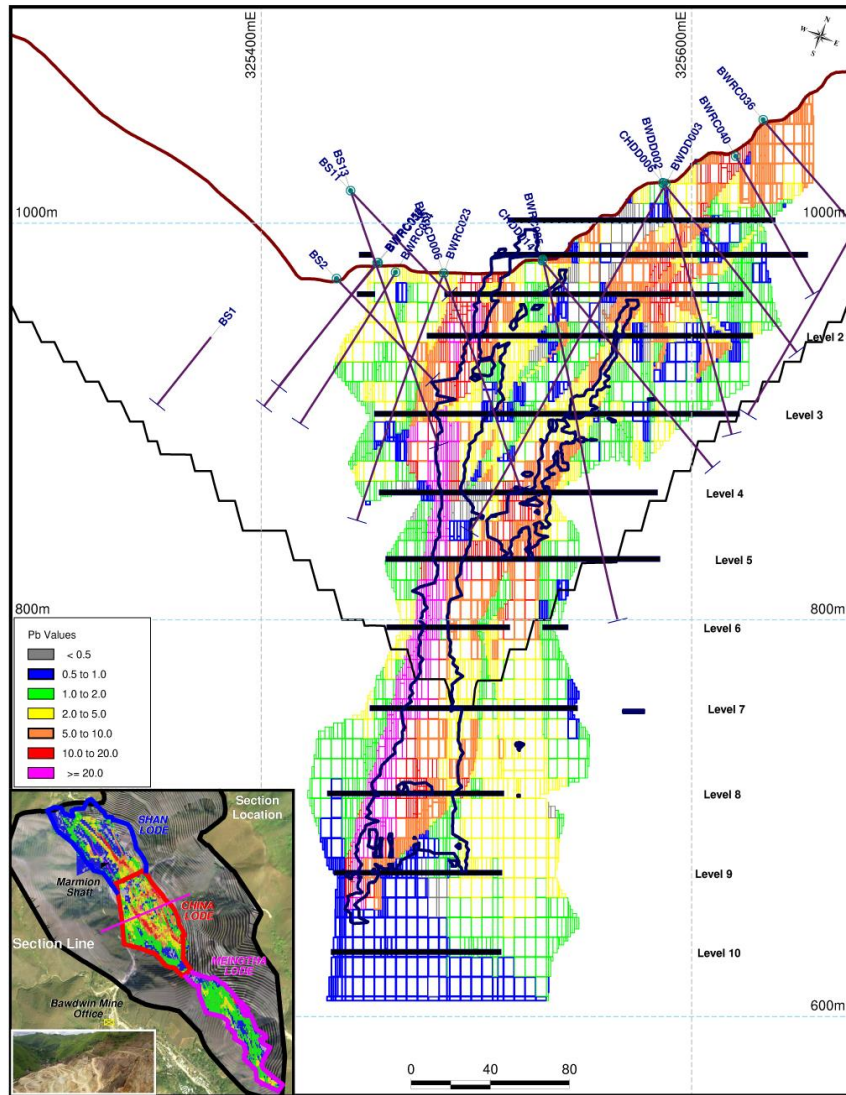 325400mE
325600mE
N
W
E
S
BWRC036
BWRC040
BWDD002
BWDD003
CHDD006
BS13
BS11
BWRC023
CHDD014
BS2
BS1
1000m
1000m
Level 2
Level 3
Level 4
Level 5
800m
800m
Level 6
Level 7
Level 8
Level 9
Level 10
600m
600m
Pb Values
< 0.5
0.5 to 1.0
1.0 to 2.0
2.0 to 5.0
5.0 to 10.0
10.0 to 20.0
>= 20.0
Section
Location
SHAN
LODE
Marmion
Shaft
CHINA
LODE
Section Line
MEINGTHA
LODE
Bawdwin Mine
Office
0
40
80